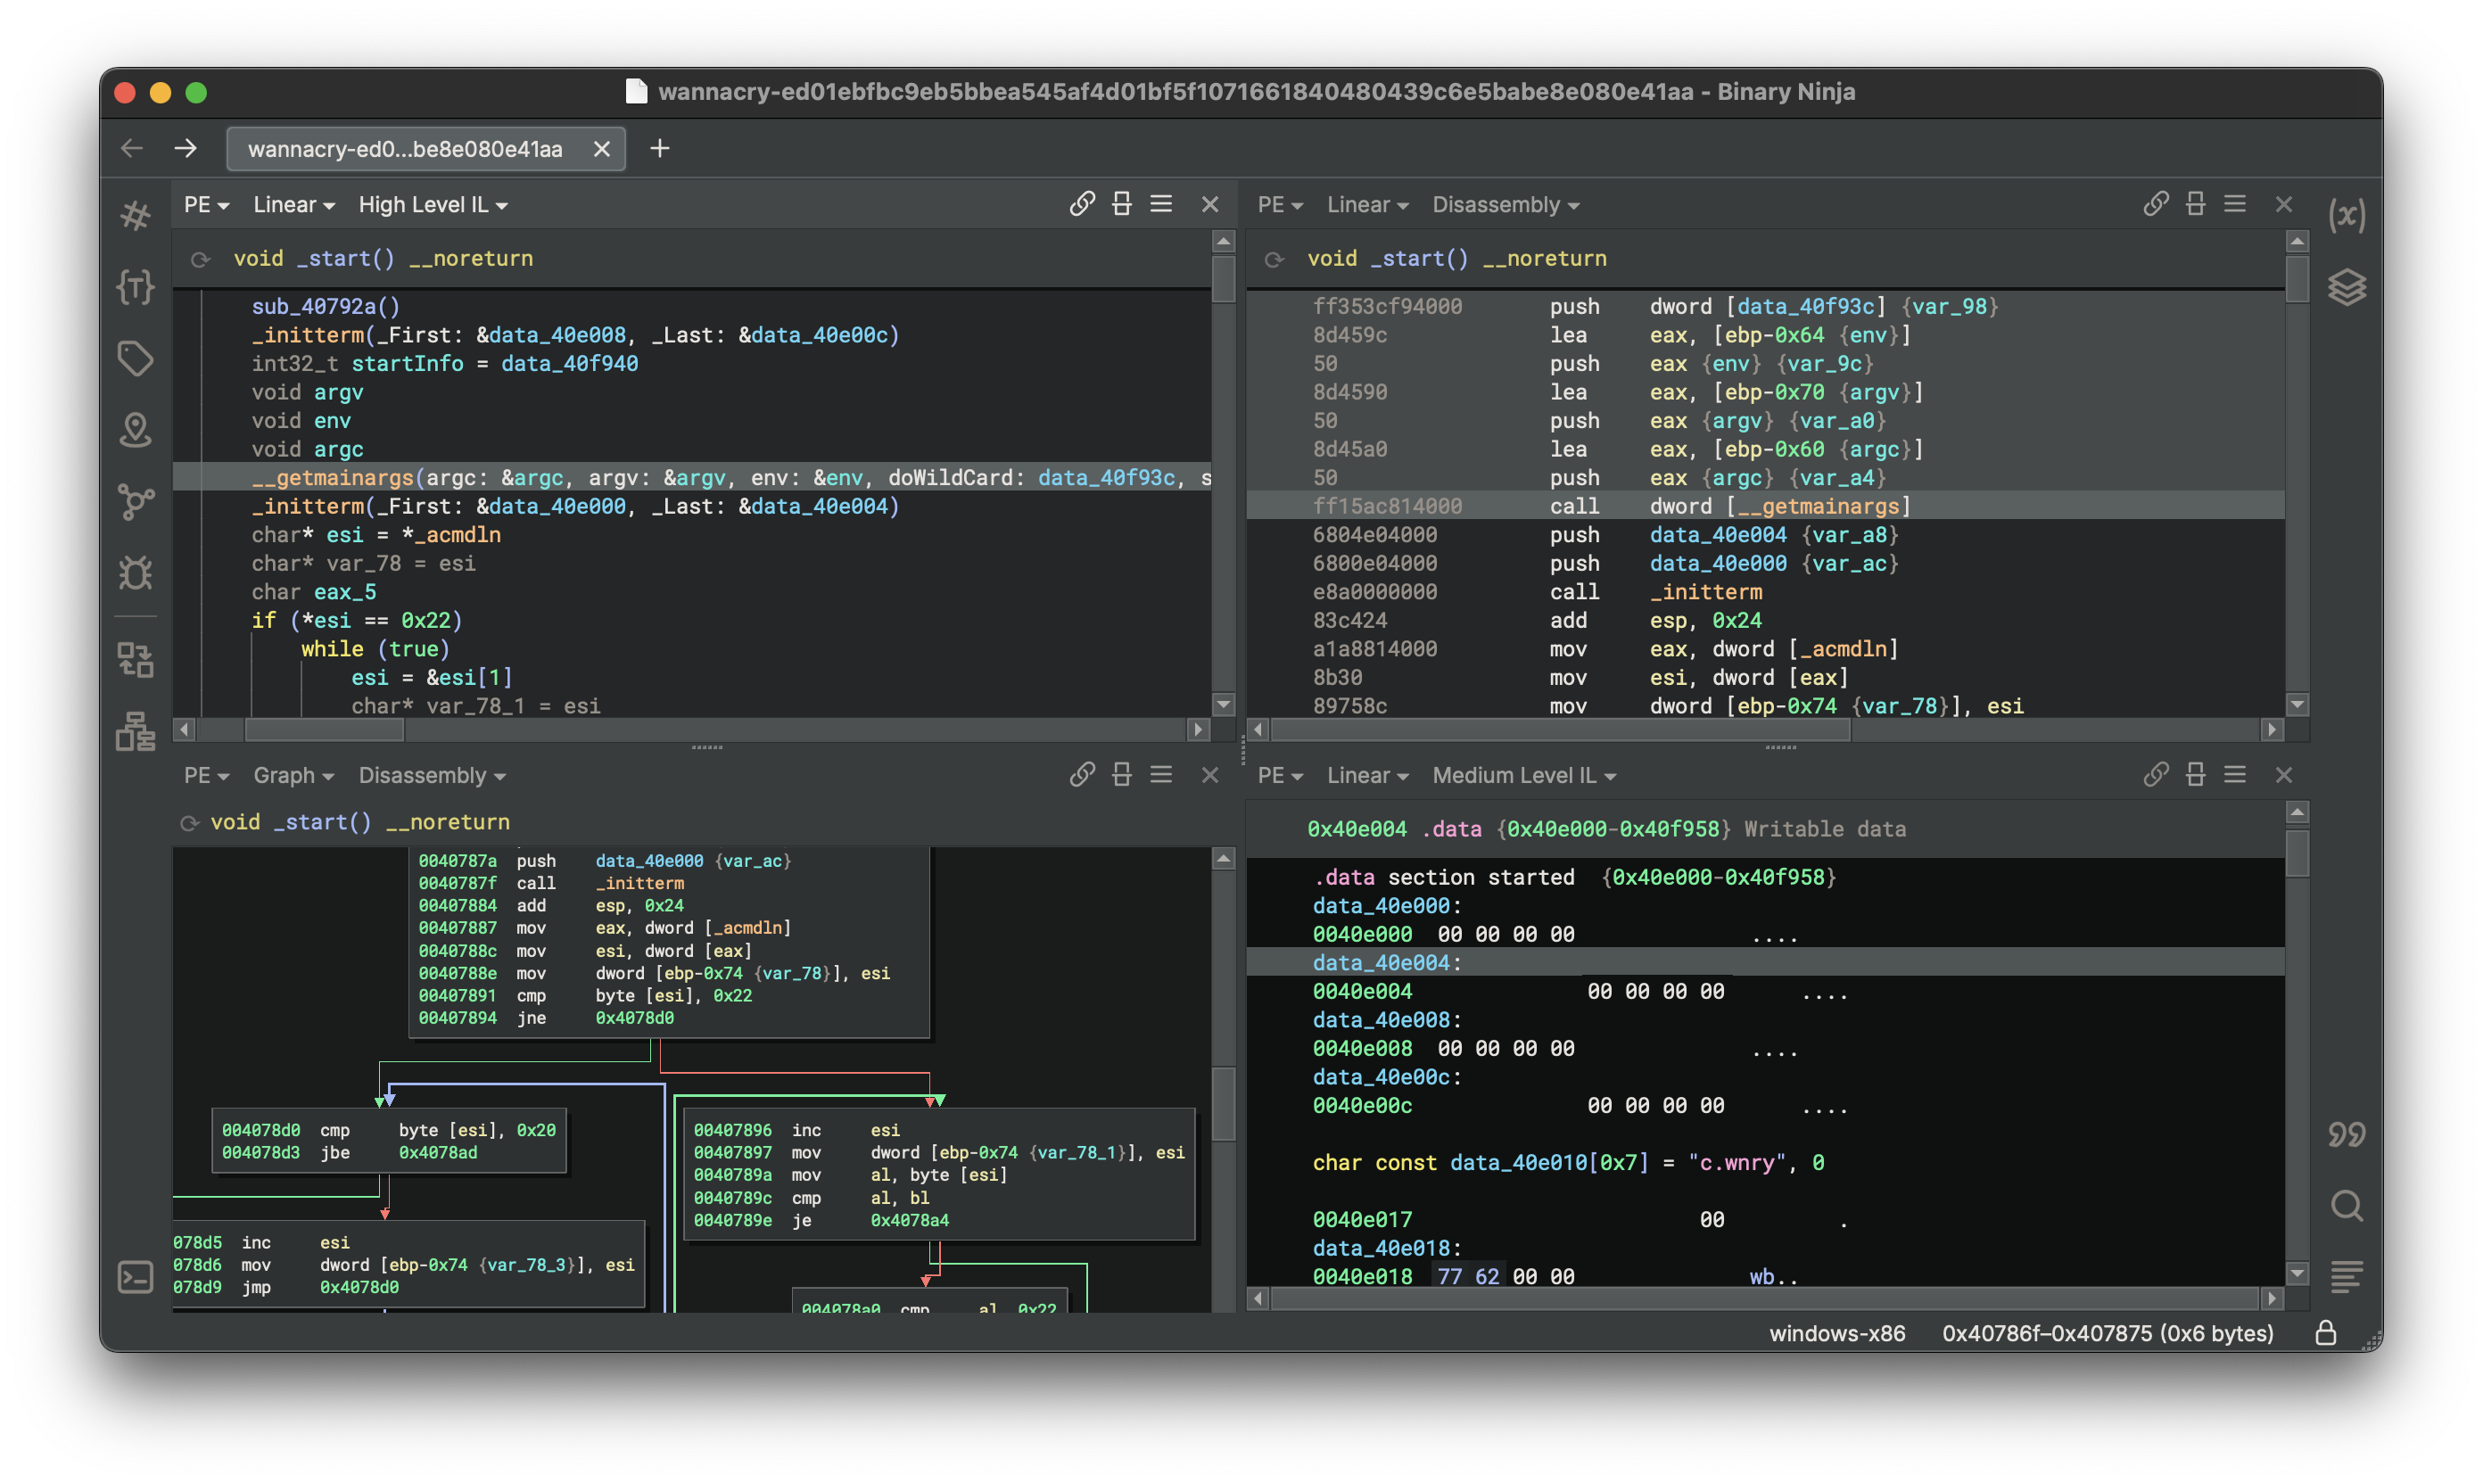 wannacry-ed01ebfbc9eb5bbea545af4d01bf5f1071661840480439c6e5babe8e080e41aa - Binary Ninja
wannacry-ed0...be8e080e41aa
PE Linear High Level IL
void _start() __noreturn
sub_40792a()
_initterm(_First: &data_40e008, _Last: &data_40e00c)
int32_t startInfo = data_40f940
void argv
void env
void argc
__getmainargs(argc: &argc, argv: &argv, env: &env, doWildCard: data_40f93c, s
_initterm(_First: &data_40e000, _Last: &data_40e004)
char* esi = *_acmdln
char* var_78 = esi
char eax_5
if (*esi == 0x22)
while (true)
esi = &esi[1]
char* var_78_1 = esi
PE Linear Disassembly
void _start() __noreturn
ff353cf94000 push dword [data_40f93c] {var_98}
8d459c lea eax, [ebp-0x64 {env}]
50 push eax {env} {var_9c}
8d4590 lea eax, [ebp-0x70 {argv}]
50 push eax {argv} {var_a0}
8d45a0 lea eax, [ebp-0x60 {argc}]
50 push eax {argc} {var_a4}
ff15ac814000 call dword [__getmainargs]
6804e04000 push data_40e004 {var_a8}
6800e04000 push data_40e000 {var_ac}
e8a0000000 call _initterm
83c424 add esp, 0x24
a1a8814000 mov eax, dword [_acmdln]
8b30 mov esi, dword [eax]
89758c mov dword [ebp-0x74 {var_78}], esi
PE Graph Disassembly
void _start() __noreturn
0040787a push data_40e000 {var_ac}
0040787f call _initterm
00407884 add esp, 0x24
00407887 mov eax, dword [_acmdln]
0040788c mov esi, dword [eax]
0040788e mov dword [ebp-0x74 {var_78}], esi
00407891 cmp byte [esi], 0x22
00407894 jne 0x4078d0
004078d0 cmp byte [esi], 0x20
004078d3 jbe 0x4078ad
078d5 inc esi
078d6 mov dword [ebp-0x74 {var_78_3}], esi
078d9 jmp 0x4078d0
00407896 inc esi
00407897 mov dword [ebp-0x74 {var_78_1}], esi
0040789a mov al, byte [esi]
0040789c cmp al, bl
0040789e je 0x4078a4
004078a0 cmp al, 0x22
PE Linear Medium Level IL
0x40e004 .data {0x40e000-0x40f958} Writable data
.data section started {0x40e000-0x40f958}
data_40e000:
0040e000 00 00 00 00 ....
data_40e004:
0040e004 00 00 00 00 ....
data_40e008:
0040e008 00 00 00 00 ....
data_40e00c:
0040e00c 00 00 00 00 ....
char const data_40e010[0x7] = "c.wnry", 0
0040e017 00 .
data_40e018:
0040e018 77 62 00 00 wb..
windows-x86 0x40786f–0x407875 (0x6 bytes)